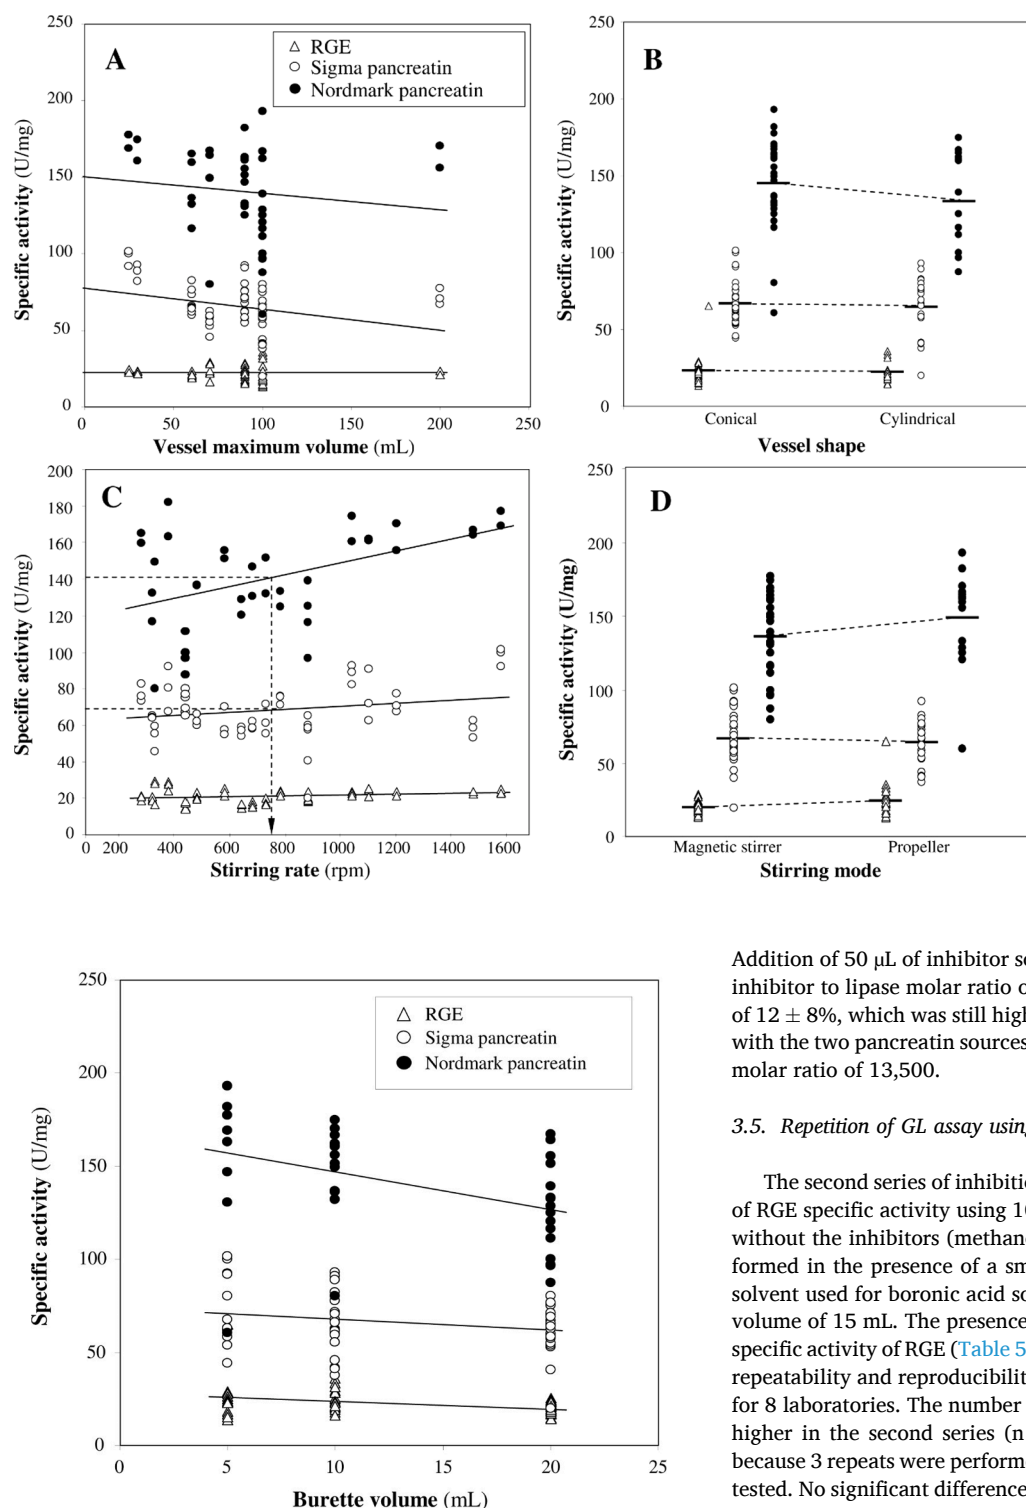 A
RGE
Sigma pancreatin
Nordmark pancreatin
Specific activity (U/mg)
250
200
150
100
50
0
0 50 100 150 200 250
Vessel maximum volume (mL)
B
Specific activity (U/mg)
250
200
150
100
50
0
Conical Cylindrical
Vessel shape
C
Specific activity (U/mg)
200
180
160
140
120
100
80
60
40
20
0
0 200 400 600 800 1000 1200 1400 1600
Stirring rate (rpm)
D
Specific activity (U/mg)
250
200
150
100
50
0
Magnetic stirrer Propeller
Stirring mode
RGE
Sigma pancreatin
Nordmark pancreatin
Specific activity (U/mg)
250
200
150
100
50
0
0 5 10 15 20 25
Burette volume (mL)
Addition of 50 μL of inhibitor so
inhibitor to lipase molar ratio o
of 12 ± 8%, which was still high
with the two pancreatin sources
molar ratio of 13,500.
3.5. Repetition of GL assay using
The second series of inhibitio
of RGE specific activity using 10
without the inhibitors (methano
formed in the presence of a sm
solvent used for boronic acid so
volume of 15 mL. The presence
specific activity of RGE (Table 5
repeatability and reproducibilit
for 8 laboratories. The number
higher in the second series (n
because 3 repeats were perform
tested. No significant difference